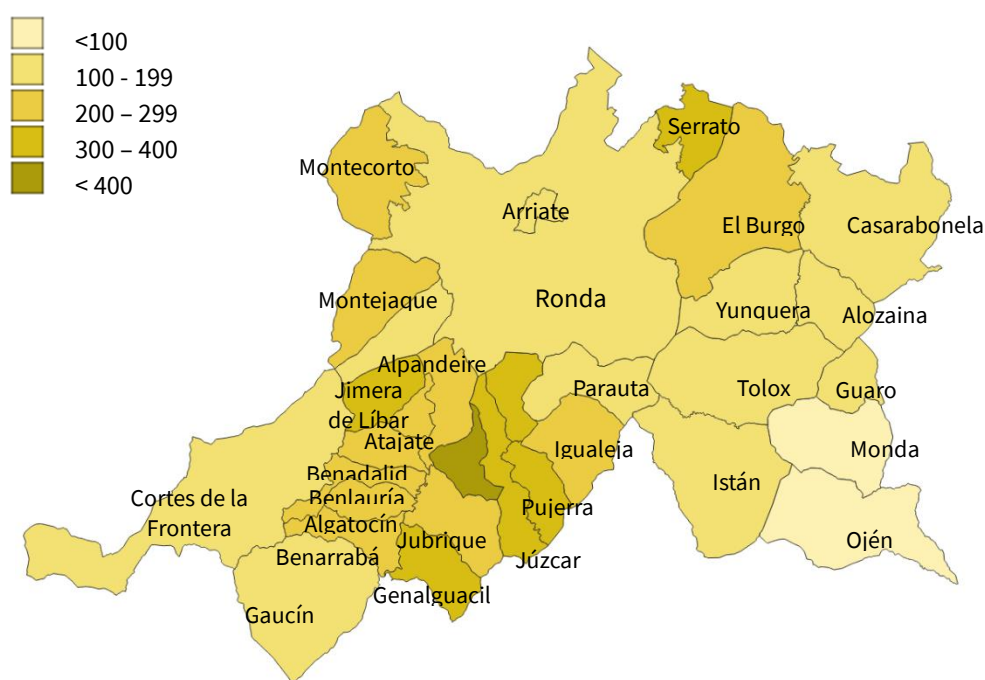 <100
100 - 199
200 – 299
300 – 400
< 400
Serrato
Montecorto
Arriate
El Burgo
Casarabonela
Montejaque
Ronda
Yunquera
Alozaina
Alpandeire
Jimera
de Líbar
Parauta
Tolox
Guaro
Atajate
Igualeja
Monda
Benadalid
Istán
Cortes de la
Frontera
Benlauría
Pujerra
Algatocín
Jubrique
Ojén
Benarrabá
Júzcar
Genalguacil
Gaucín